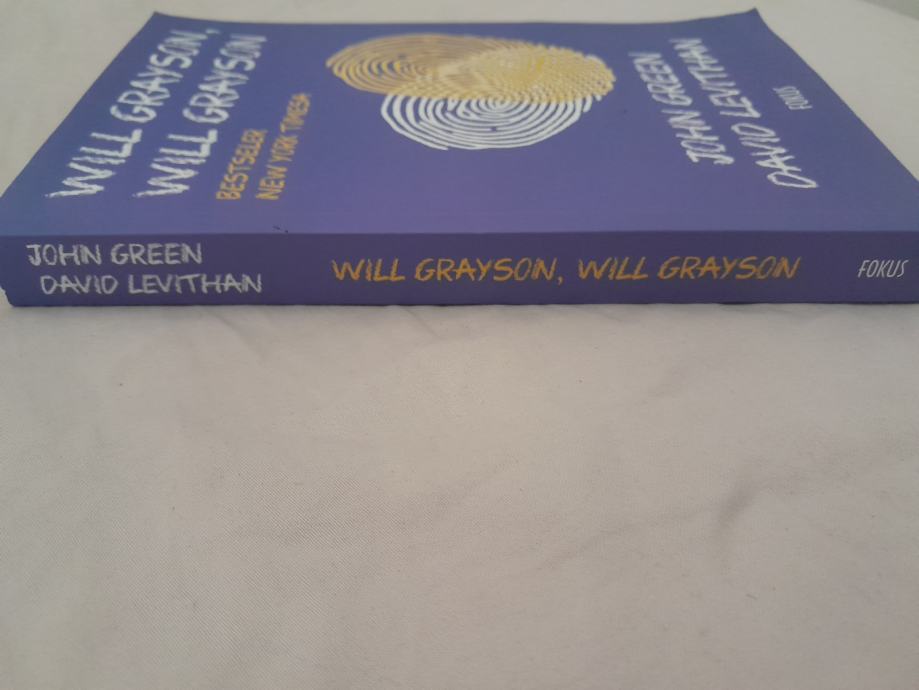 WILL GRAYSON,
WILL GRAYSON
BESTSELER
NEW YORK TIMESA
JOHN GREEN
DAVID LEVITHAN
FOKUS
JOHN GREEN
DAVID LEVITHAN
WILL GRAYSON, WILL GRAYSON
FOKUS